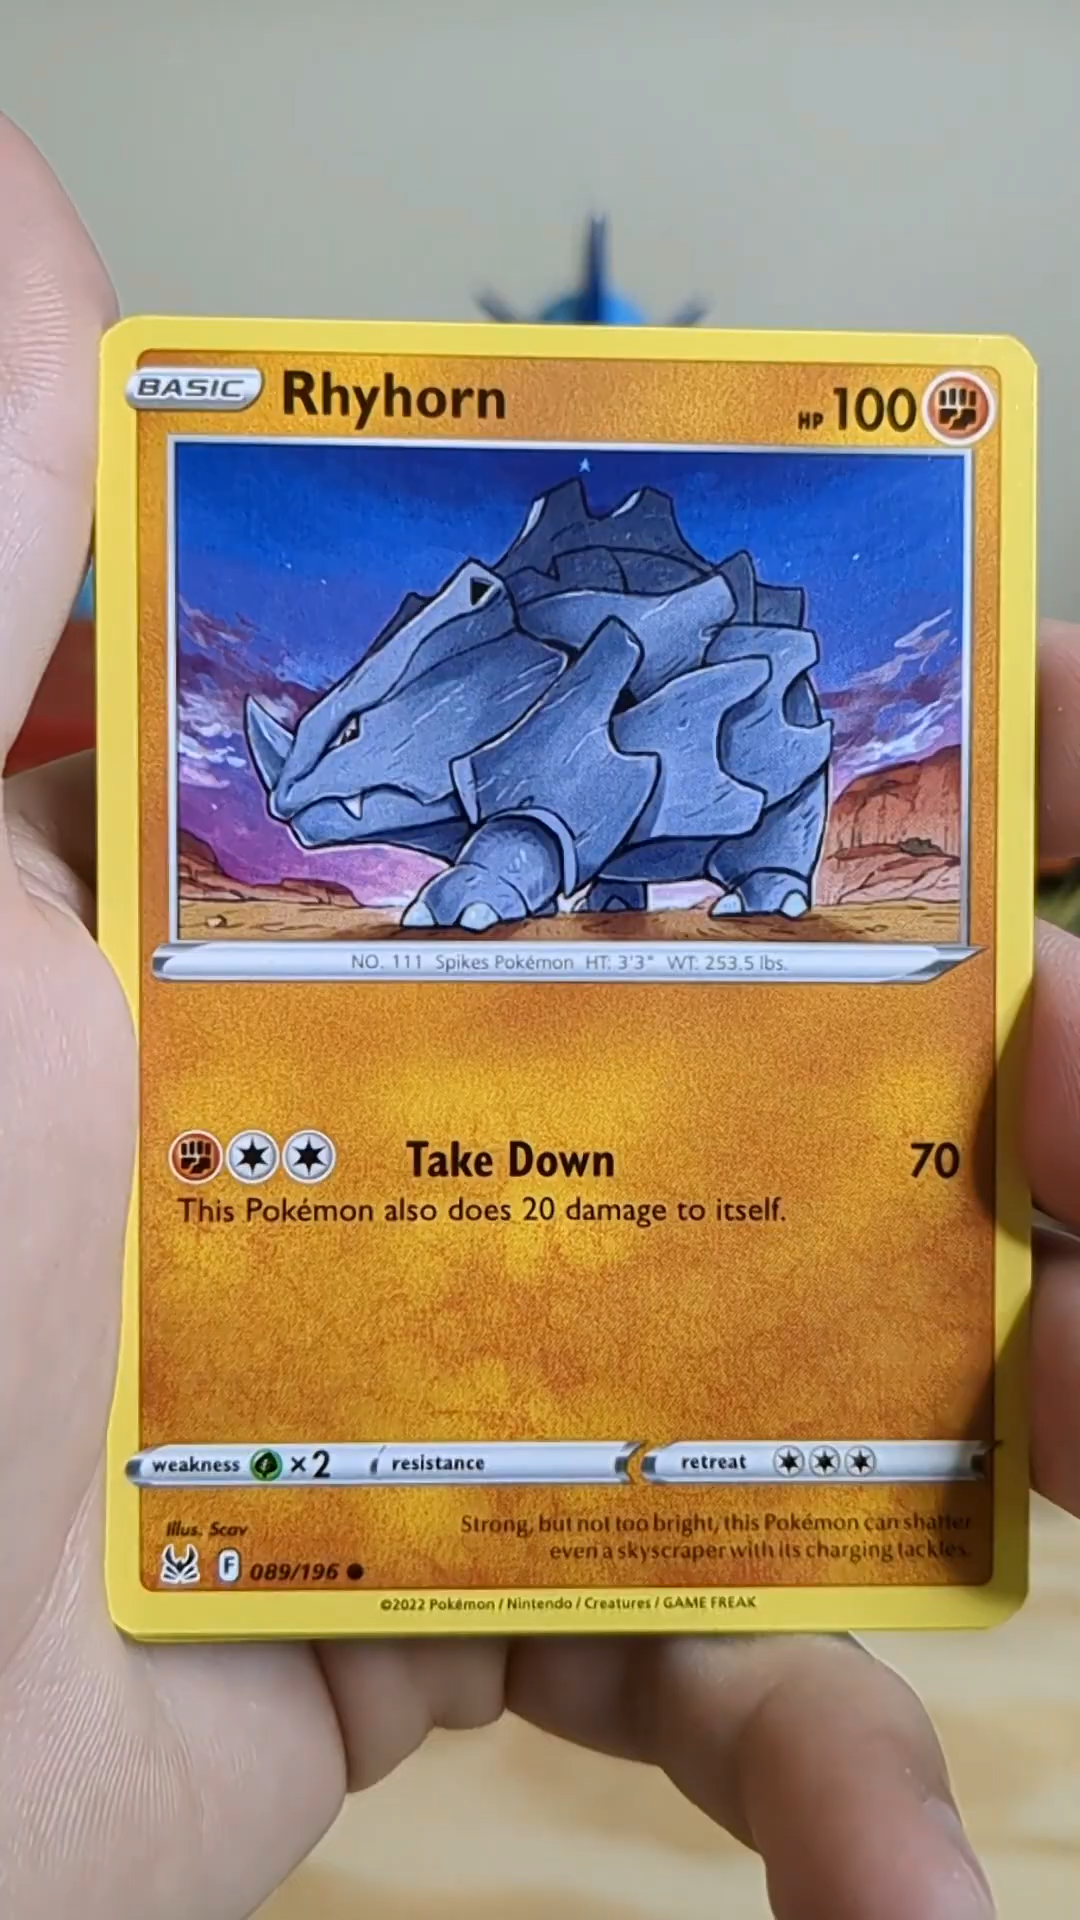 BASIC Rhyhorn HP 100
NO. 111 Spikes Pokémon HT: 3'3" WT: 253.5 lbs.
Take Down 70
This Pokémon also does 20 damage to itself.
weakness ×2 resistance retreat
Illus. Scav
Strong, but not too bright, this Pokémon can shatter
even a skyscraper with its charging tackles.
F 089/196
©2022 Pokémon / Nintendo / Creatures / GAME FREAK